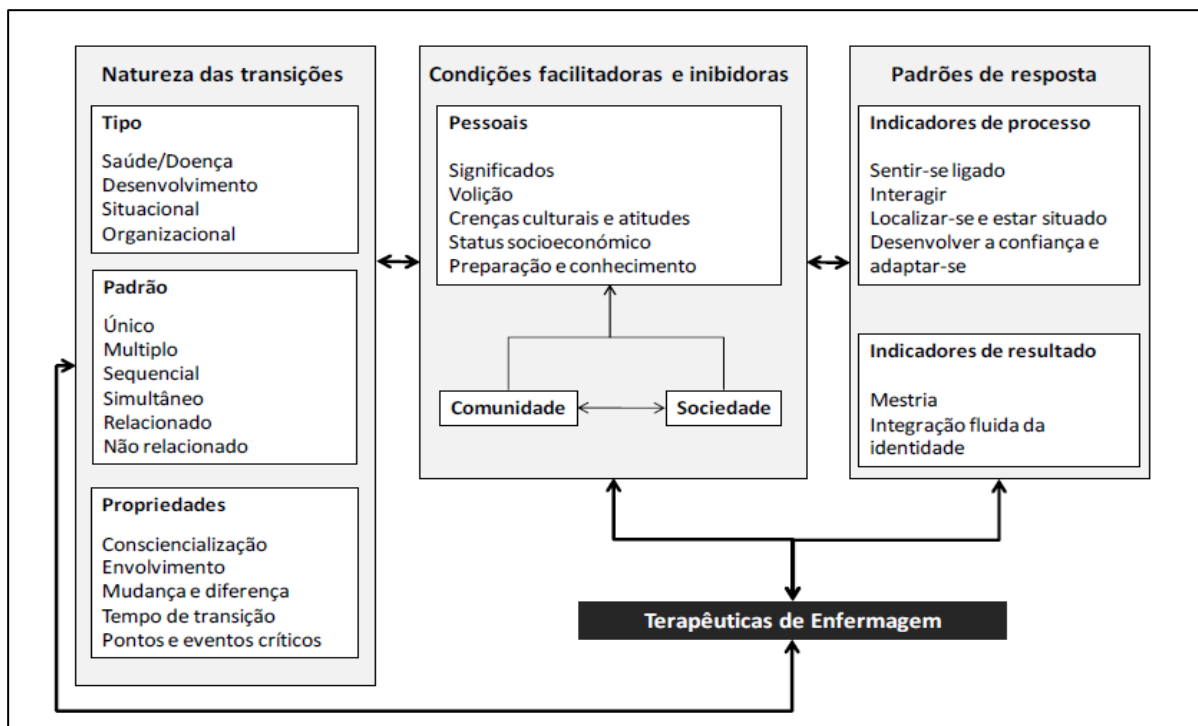 Natureza das transições
Tipo
Saúde/Doença
Desenvolvimento
Situacional
Organizacional
Padrão
Único
Multiplo
Sequencial
Simultâneo
Relacionado
Não relacionado
Propriedades
Consciencialização
Envolvimento
Mudança e diferença
Tempo de transição
Pontos e eventos críticos
Condições facilitadoras e inibidoras
Pessoais
Significados
Volição
Crenças culturais e atitudes
Status socioeconómico
Preparação e conhecimento
Comunidade
Sociedade
Padrões de resposta
Indicadores de processo
Sentir-se ligado
Interagir
Localizar-se e estar situado
Desenvolver a confiança e
adaptar-se
Indicadores de resultado
Mestria
Integração fluida da
identidade
Terapêuticas de Enfermagem